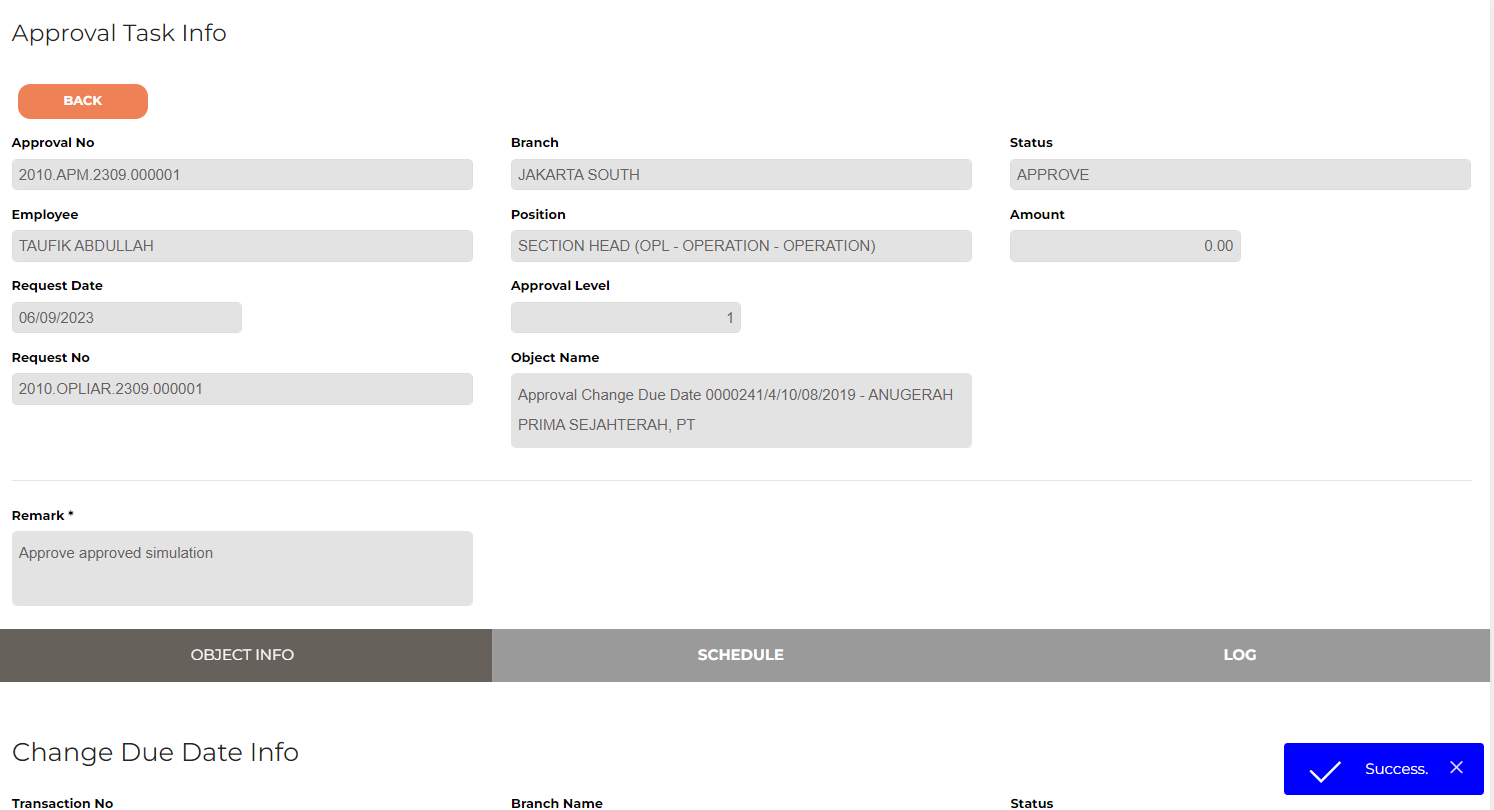 Approval Task Info
BACK
Approval No
Branch
Status
2010.APM.2309.000001
JAKARTA SOUTH
APPROVE
Employee
Position
Amount
TAUFIK ABDULLAH
SECTION HEAD (OPL - OPERATION - OPERATION)
0.00
Request Date
Approval Level
06/09/2023
1
Request No
Object Name
2010.OPLIAR.2309.000001
Approval Change Due Date 0000241/4/10/08/2019 - ANUGERAH
PRIMA SEJAHTERAH, PT
Remark *
Approve approved simulation
OBJECT INFO
SCHEDULE
LOG
Change Due Date Info
Success.
Transaction No
Branch Name
Status